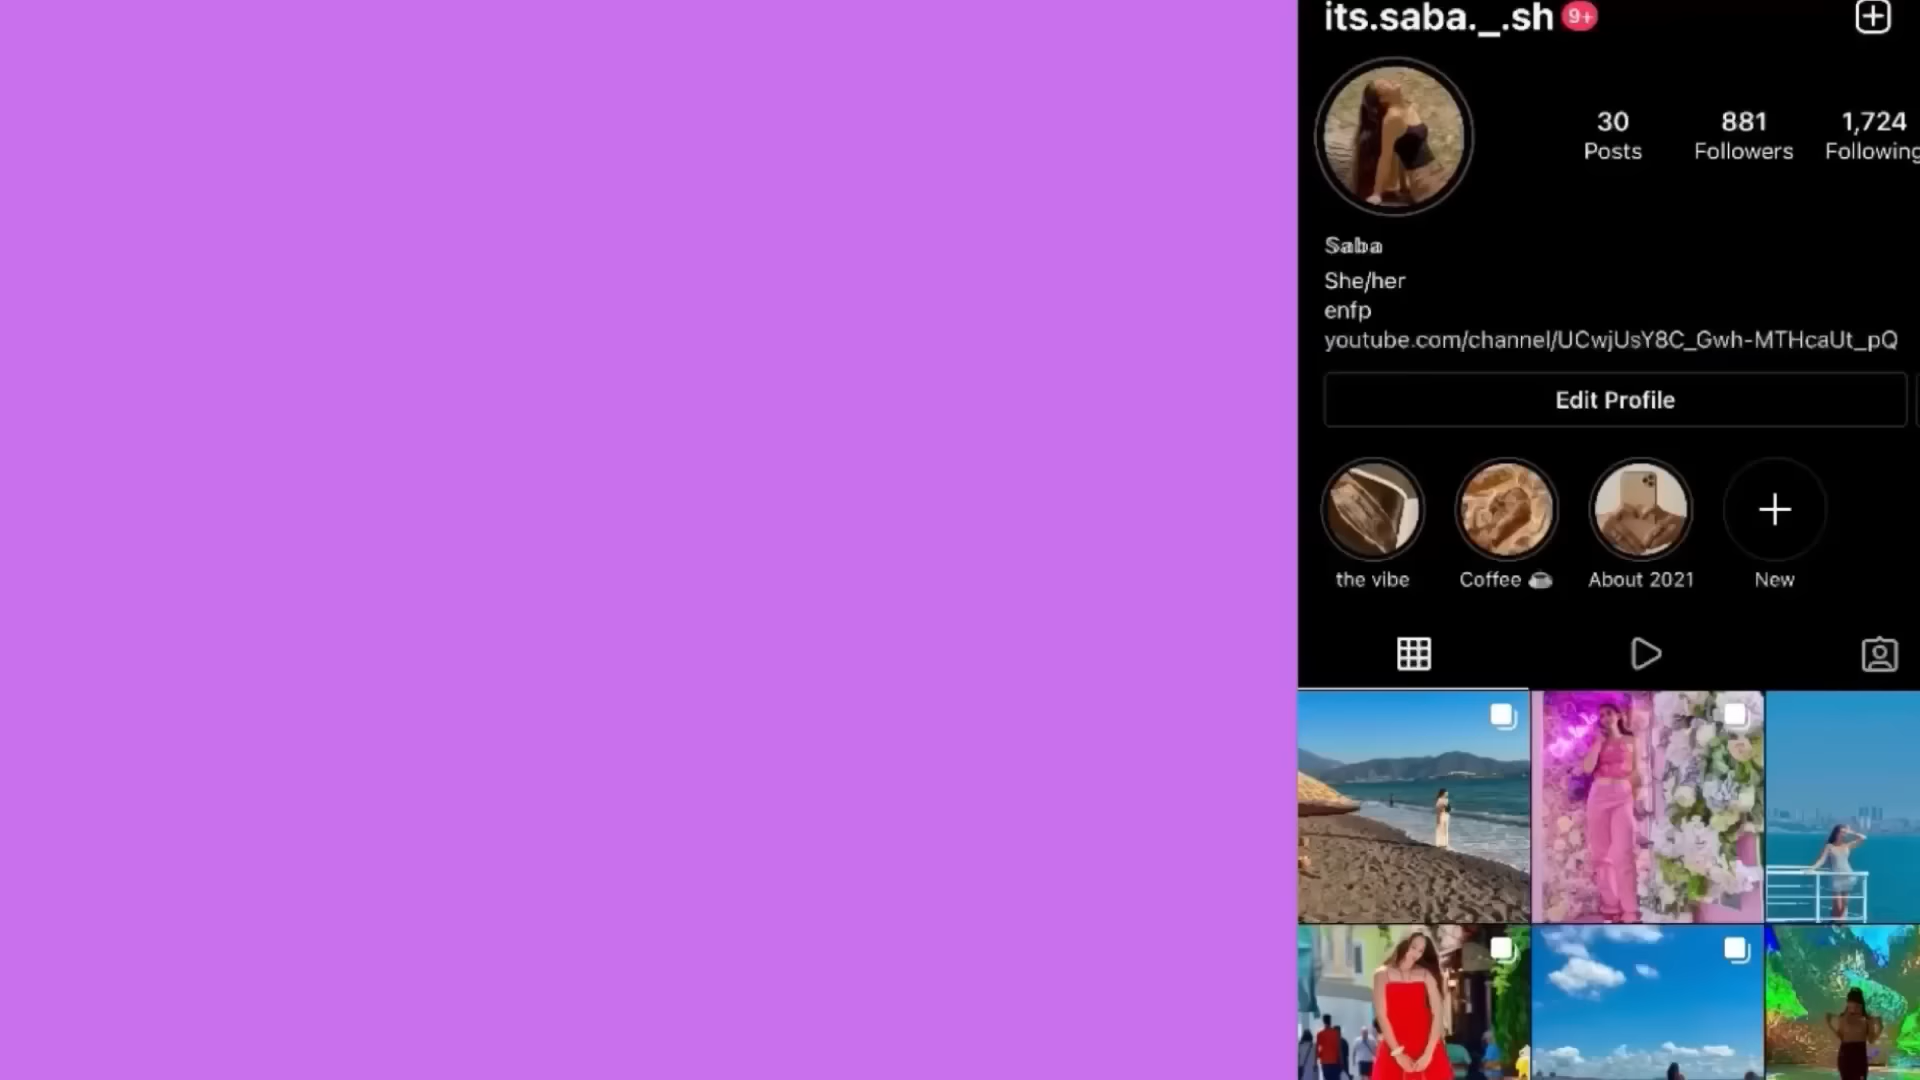 its.saba._.sh 9+
30 881 1,724
Posts Followers Following
Saba
She/her
enfp
youtube.com/channel/UCwjUsY8C_Gwh-MTHcaUt_pQ
Edit Profile
the vibe Coffee ☕ About 2021 New